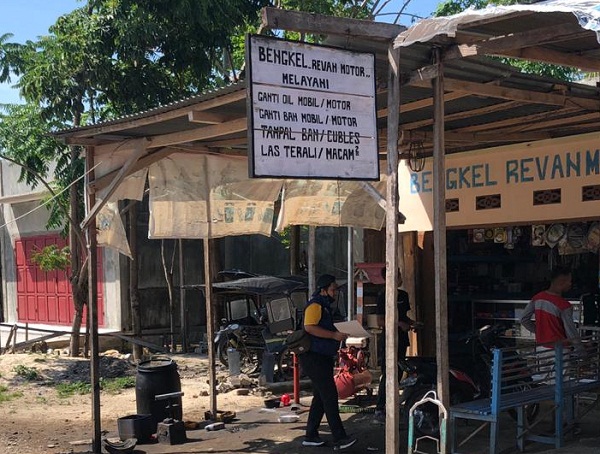 BENGKEL "REVAN MOTOR"
MELAYANI
GANTI OIL MOBIL / MOTOR
GANTI BAN MOBIL / MOTOR
TAMPAL BAN / CUBLES
LAS TERALI / MACAM²
BENGKEL REVAN M